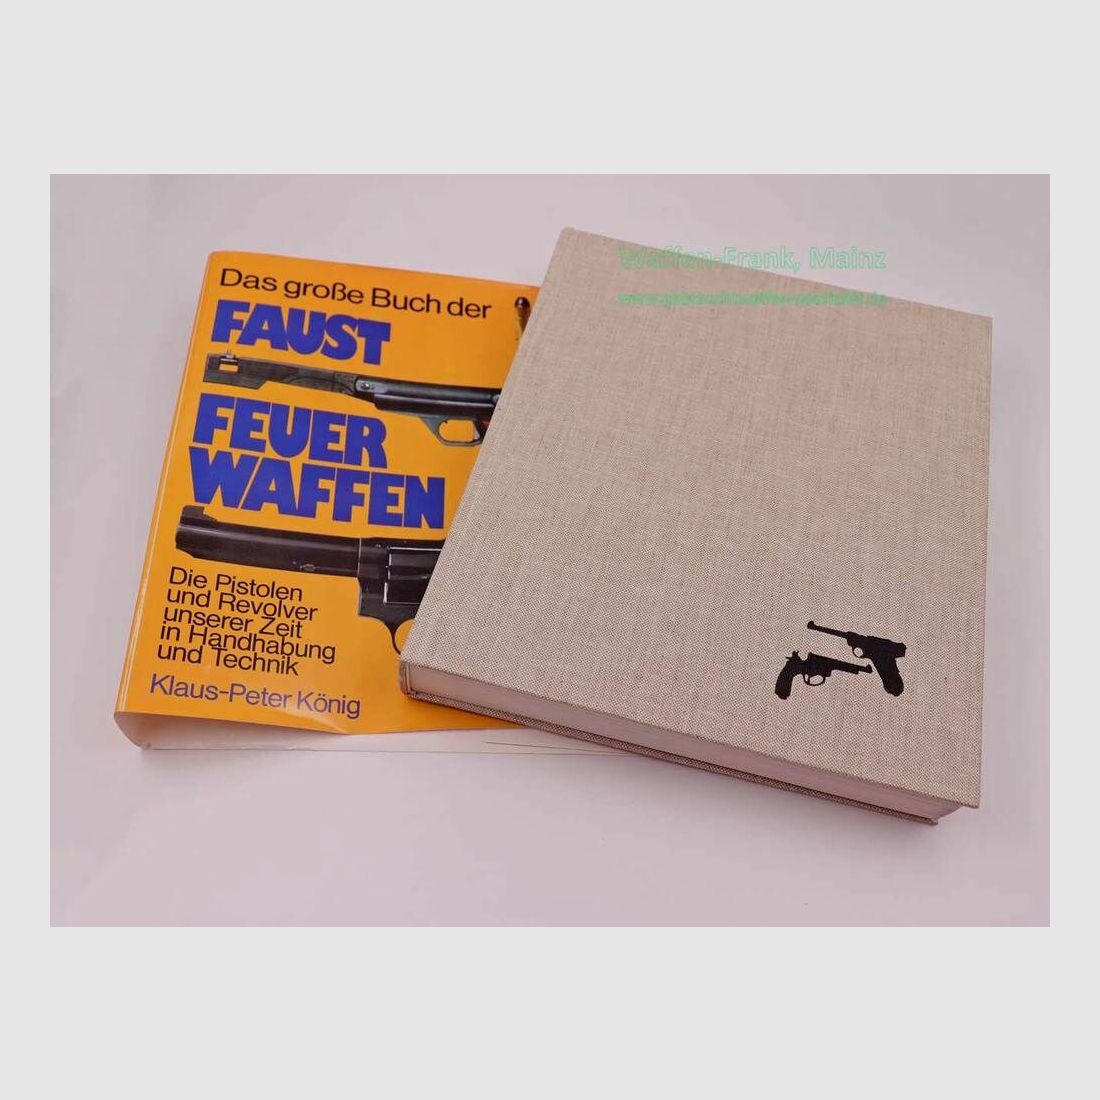 Das große Buch der
FAUST
FEUER
WAFFEN
Die Pistolen
und Revolver
unserer Zeit
in Handhabung
und Technik
Klaus-Peter König
Waffen-Frank, Mainz